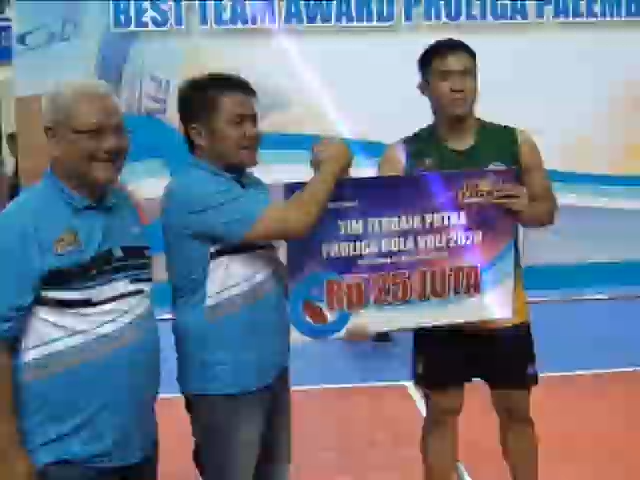 BEST TEAM AWARD PROLIGA PALEMB
TIM TERBAIK PUTRA
PROLIGA BOLA VOLI 2020
RP 25 JUTA